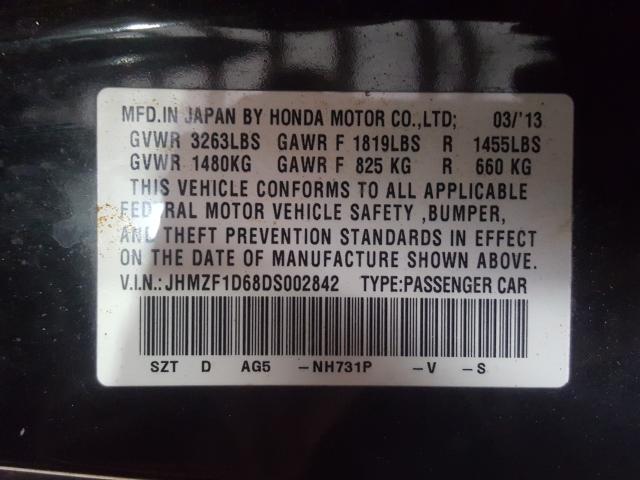 MFD.IN JAPAN BY HONDA MOTOR CO.,LTD; 03/'13
GVWR 3263LBS GAWR F 1819LBS R 1455LBS
GVWR 1480KG GAWR F 825 KG R 660 KG
THIS VEHICLE CONFORMS TO ALL APPLICABLE
FEDERAL MOTOR VEHICLE SAFETY ,BUMPER,
AND THEFT PREVENTION STANDARDS IN EFFECT
ON THE DATE OF MANUFACTURE SHOWN ABOVE.
V.I.N.:JHMZF1D68DS002842 TYPE:PASSENGER CAR
SZT D AG5 –NH731P –V –S